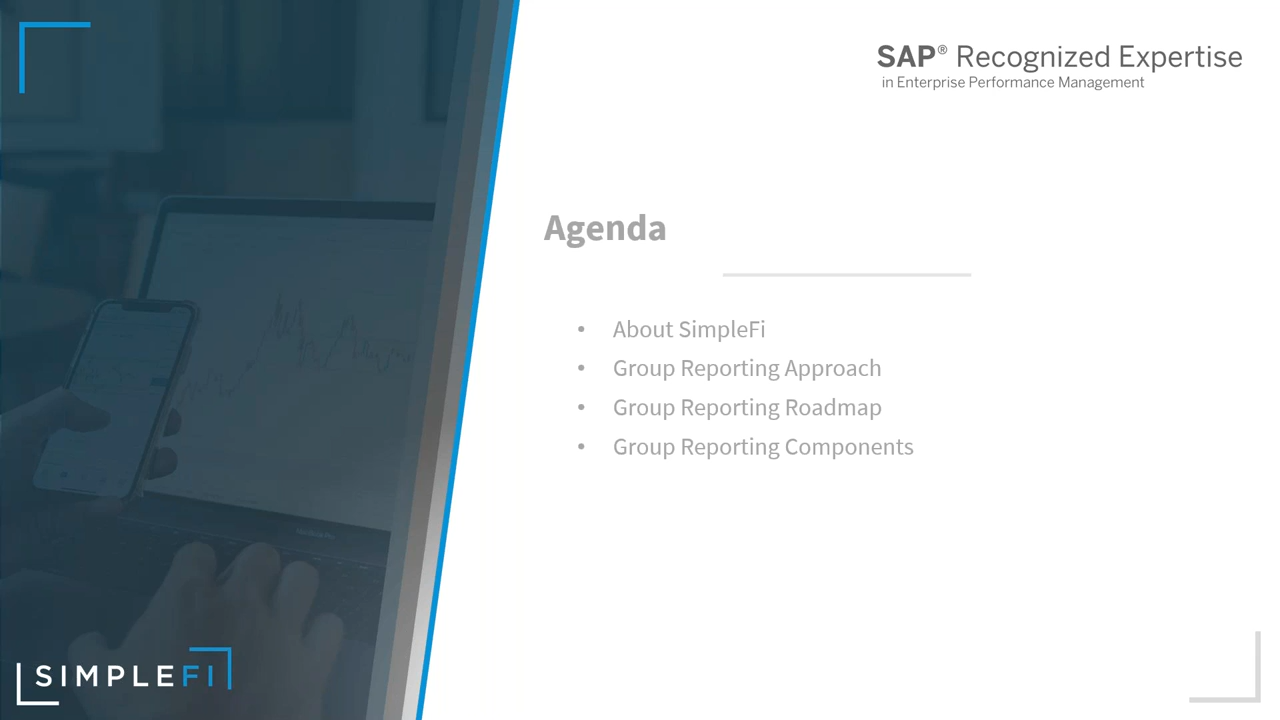 SAP® Recognized Expertise
in Enterprise Performance Management
Agenda
• About SimpleFi
• Group Reporting Approach
• Group Reporting Roadmap
• Group Reporting Components
SIMPLEFI